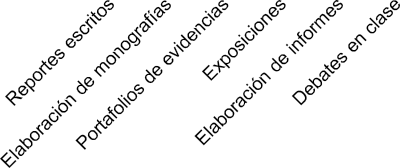 Reportes escritos
Elaboración de monografías
Portafolios de evidencias
Exposiciones
Elaboración de informes
Debates en clase